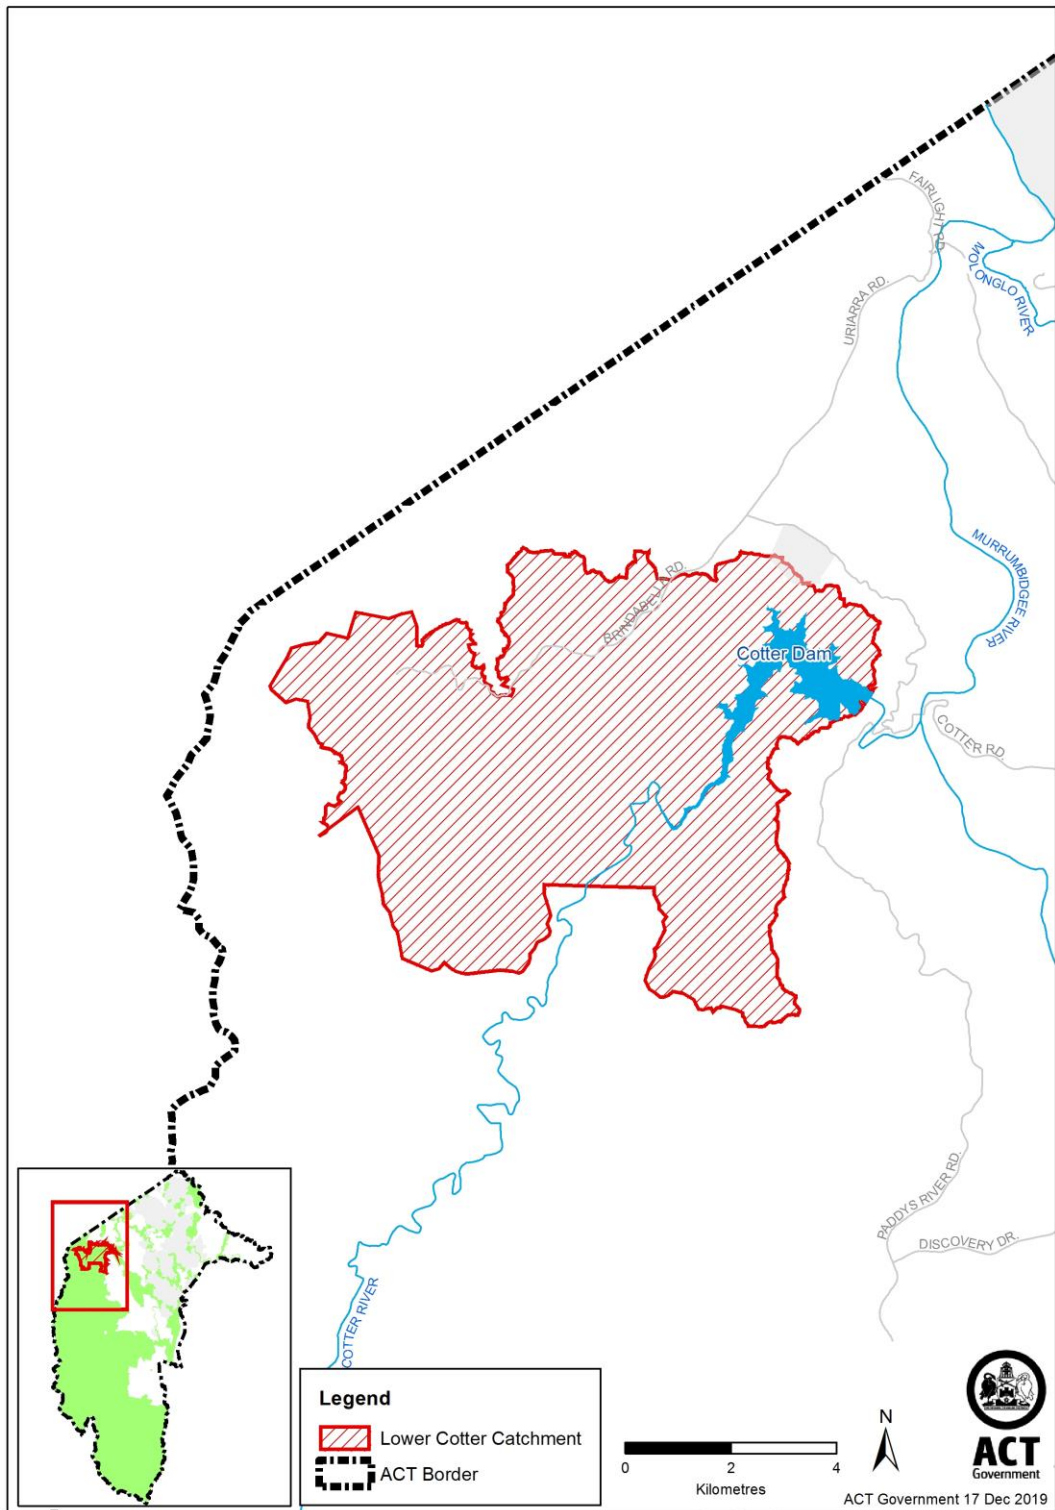 FAIRLIGHT RD.
MOLONGLO RIVER
URIARRA RD.
MURRUMBIDGEE RIVER
BRINDABELLA RD.
Cotter Dam
COTTER RD.
PADDYS RIVER RD.
DISCOVERY DR.
COTTER RIVER
Legend
Lower Cotter Catchment
ACT Border
0 2 4
Kilometres
N
ACT
Government
ACT Government 17 Dec 2019